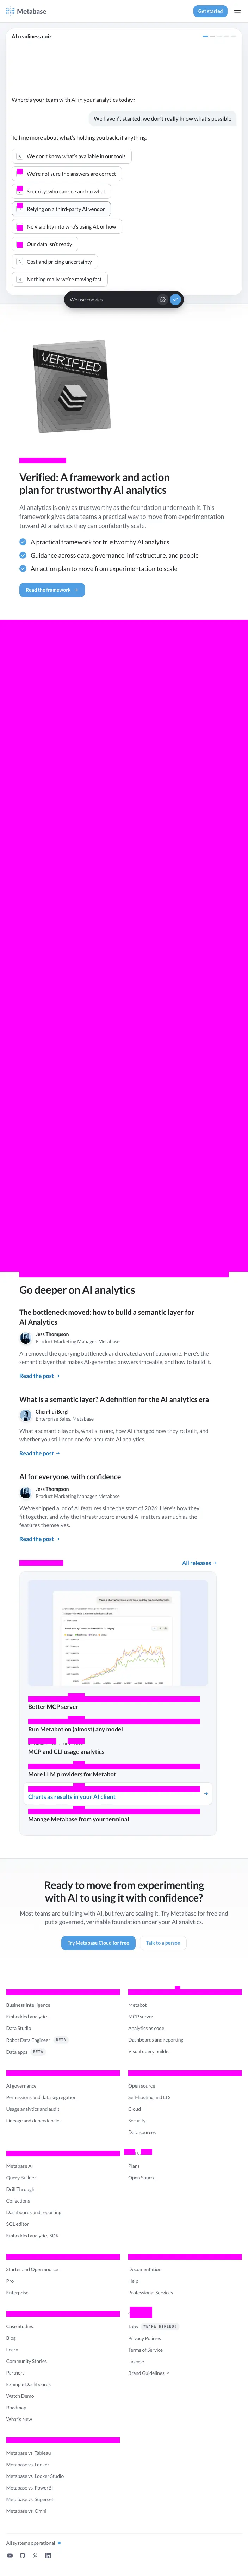 Metabase
Get started
AI readiness quiz
Where's your team with AI in your analytics today?
We haven't started, we don't really know what's possible
Tell me more about what's holding you back, if anything.
A We don't know what's available in our tools
We're not sure the answers are correct
Security: who can see and do what
Relying on a third-party AI vendor
No visibility into who's using AI, or how
Our data isn't ready
G Cost and pricing uncertainty
H Nothing really, we're moving fast
We use cookies.
VERIFIED
Verified: A framework and action
plan for trustworthy AI analytics
AI analytics is only as trustworthy as the foundation underneath it. This
framework gives data teams a practical way to move from experimentation
toward AI analytics they can confidently scale.
A practical framework for trustworthy AI analytics
Guidance across data, governance, infrastructure, and people
An action plan to move from experimentation to scale
Read the framework →
Go deeper on AI analytics
The bottleneck moved: how to build a semantic layer for
AI Analytics
Jess Thompson
Product Marketing Manager, Metabase
AI removed the querying bottleneck and created a verification one. Here's the
semantic layer that makes AI-generated answers traceable, and how to build it.
Read the post →
What is a semantic layer? A definition for the AI analytics era
Chen-hui Bergl
Enterprise Sales, Metabase
What a semantic layer is, what's in one, how AI changed how they're built, and
whether you still need one for accurate AI analytics.
Read the post →
AI for everyone, with confidence
Jess Thompson
Product Marketing Manager, Metabase
We've shipped a lot of AI features since the start of 2026. Here's how they
tie together, and why the infrastructure around AI matters as much as the
features themselves.
Read the post →
All releases →
Better MCP server
Run Metabot on (almost) any model
MCP and CLI usage analytics
More LLM providers for Metabot
Charts as results in your AI client →
Manage Metabase from your terminal
Ready to move from experimenting
with AI to using it with confidence?
Most teams are building with AI, but few are scaling it. Try Metabase for free and
put a governed, verifiable foundation under your AI analytics.
Try Metabase Cloud for free
Talk to a person
Business Intelligence
Embedded analytics
Data Studio
Robot Data Engineer BETA
Data apps BETA
Metabot
MCP server
Analytics as code
Dashboards and reporting
Visual query builder
AI governance
Permissions and data segregation
Usage analytics and audit
Lineage and dependencies
Open source
Self-hosting and LTS
Cloud
Security
Data sources
Metabase AI
Query Builder
Drill Through
Collections
Dashboards and reporting
SQL editor
Embedded analytics SDK
Plans
Open Source
Starter and Open Source
Pro
Enterprise
Documentation
Help
Professional Services
Case Studies
Blog
Learn
Community Stories
Partners
Example Dashboards
Watch Demo
Roadmap
What's New
Jobs WE'RE HIRING!
Privacy Policies
Terms of Service
License
Brand Guidelines ↗
Metabase vs. Tableau
Metabase vs. Looker
Metabase vs. Looker Studio
Metabase vs. PowerBI
Metabase vs. Superset
Metabase vs. Omni
All systems operational